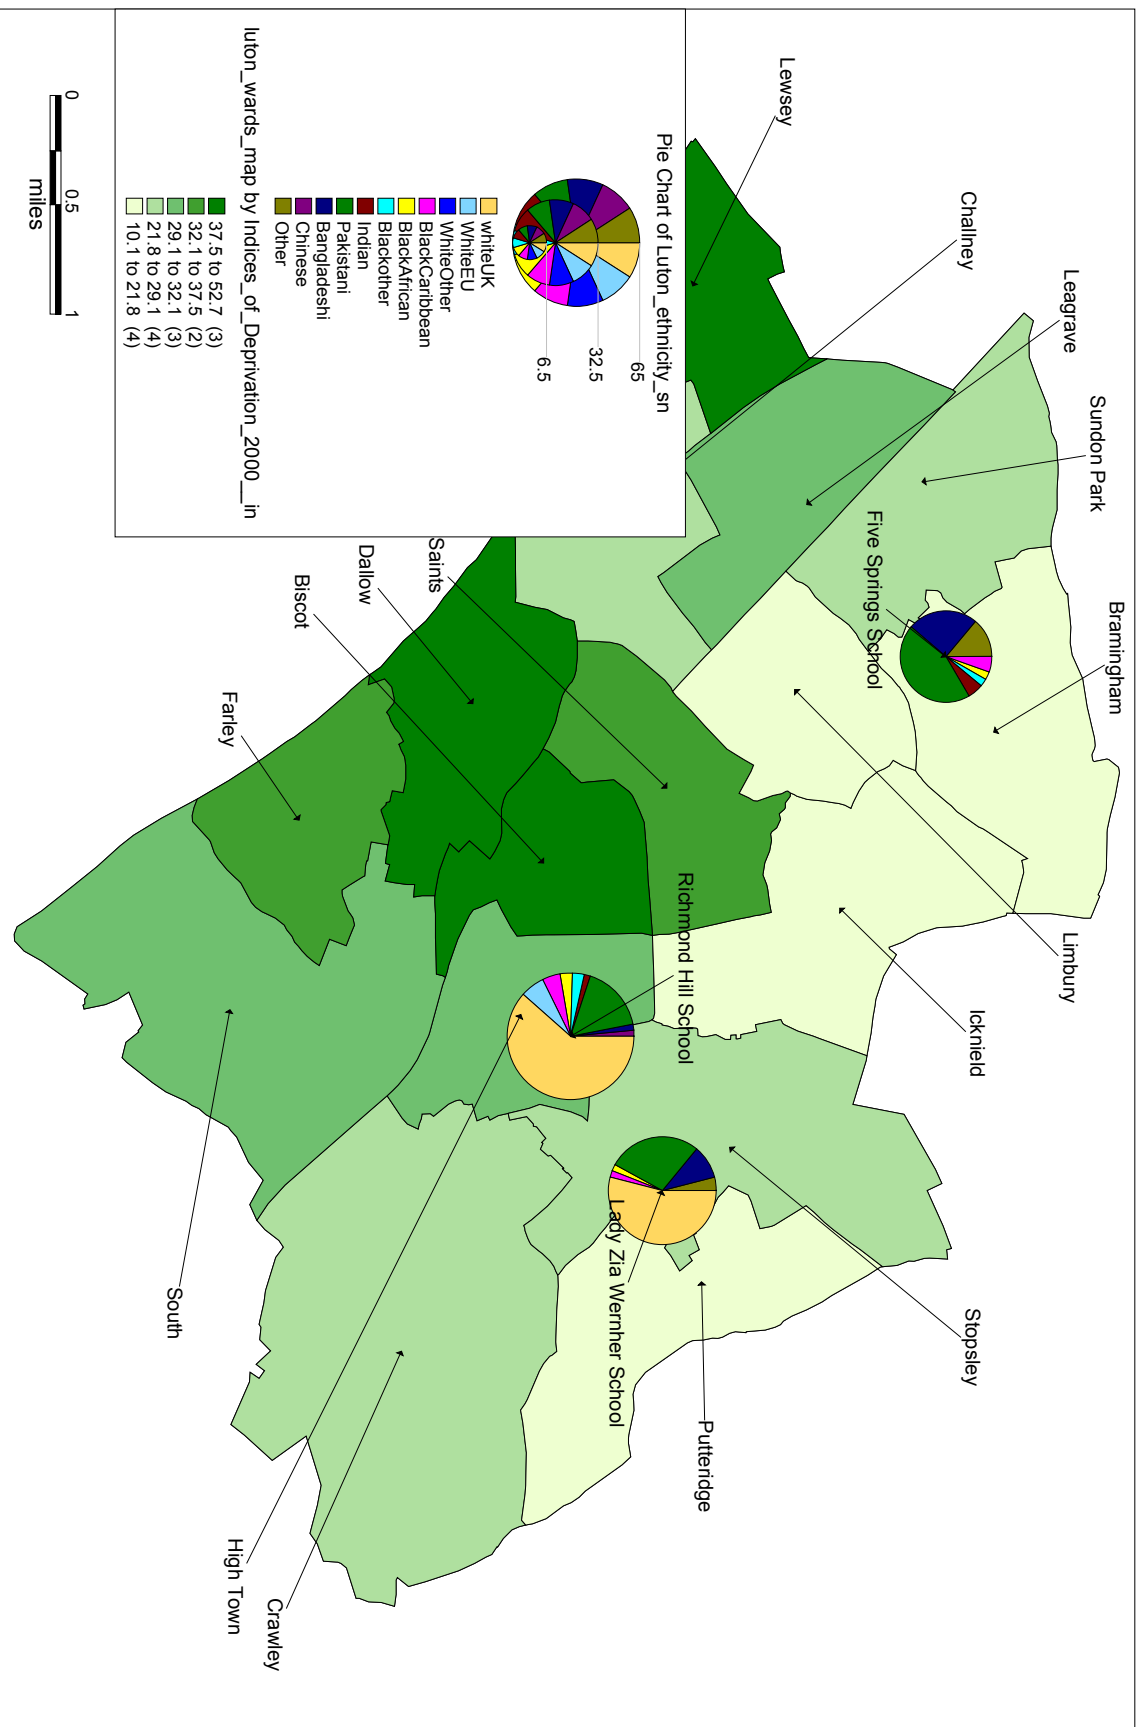 Lewsey
Challney
Leagrave
Sundon Park
Bramingham
Five Springs School
Limbury
Icknield
Richmond Hill School
Stopsley
Putteridge
Lady Zia Wernher School
Saints
Dallow
Biscot
Farley
South
High Town
Crawley
Pie Chart of Luton_ethnicity_sn
65
32.5
6.5
whiteUK
WhiteEU
WhiteOther
BlackCaribbean
BlackAfrican
Blackother
Indian
Pakistani
Bangladeshi
Chinese
Other
luton_wards_map by Indices_of_Deprivation_2000__in
37.5 to 52.7 (3)
32.1 to 37.5 (2)
29.1 to 32.1 (3)
21.8 to 29.1 (4)
10.1 to 21.8 (4)
0 0.5 1
miles